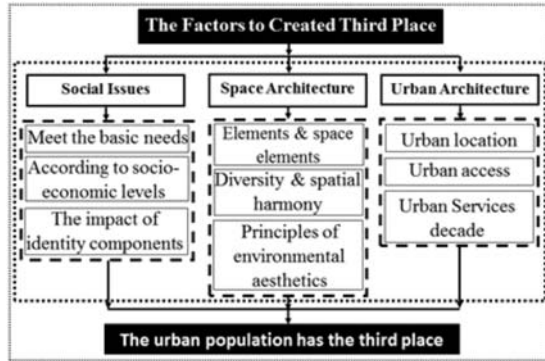 The Factors to Created Third Place
Social Issues
Space Architecture
Urban Architecture
Meet the basic needs
According to socio-
economic levels
The impact of
identity components
Elements & space
elements
Diversity & spatial
harmony
Principles of
environmental
aesthetics
Urban location
Urban access
Urban Services
decade
The urban population has the third place